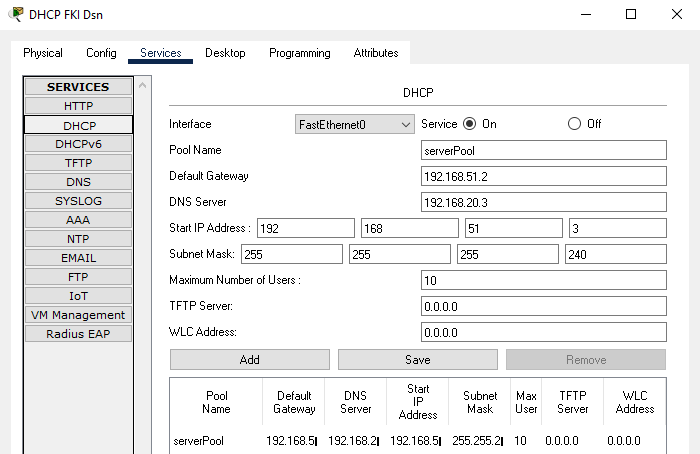 DHCP FKI Dsn
Physical Config Services Desktop Programming Attributes
SERVICES
HTTP
DHCP
DHCPv6
TFTP
DNS
SYSLOG
AAA
NTP
EMAIL
FTP
IoT
VM Management
Radius EAP
DHCP
Interface FastEthernet0 Service On Off
Pool Name serverPool
Default Gateway 192.168.51.2
DNS Server 192.168.20.3
Start IP Address : 192 168 51 3
Subnet Mask: 255 255 255 240
Maximum Number of Users : 10
TFTP Server: 0.0.0.0
WLC Address: 0.0.0.0
Add Save Remove
Pool Name Default Gateway DNS Server Start IP Address Subnet Mask Max User TFTP Server WLC Address
serverPool 192.168.5 192.168.2 192.168.5 255.255.2 10 0.0.0.0 0.0.0.0